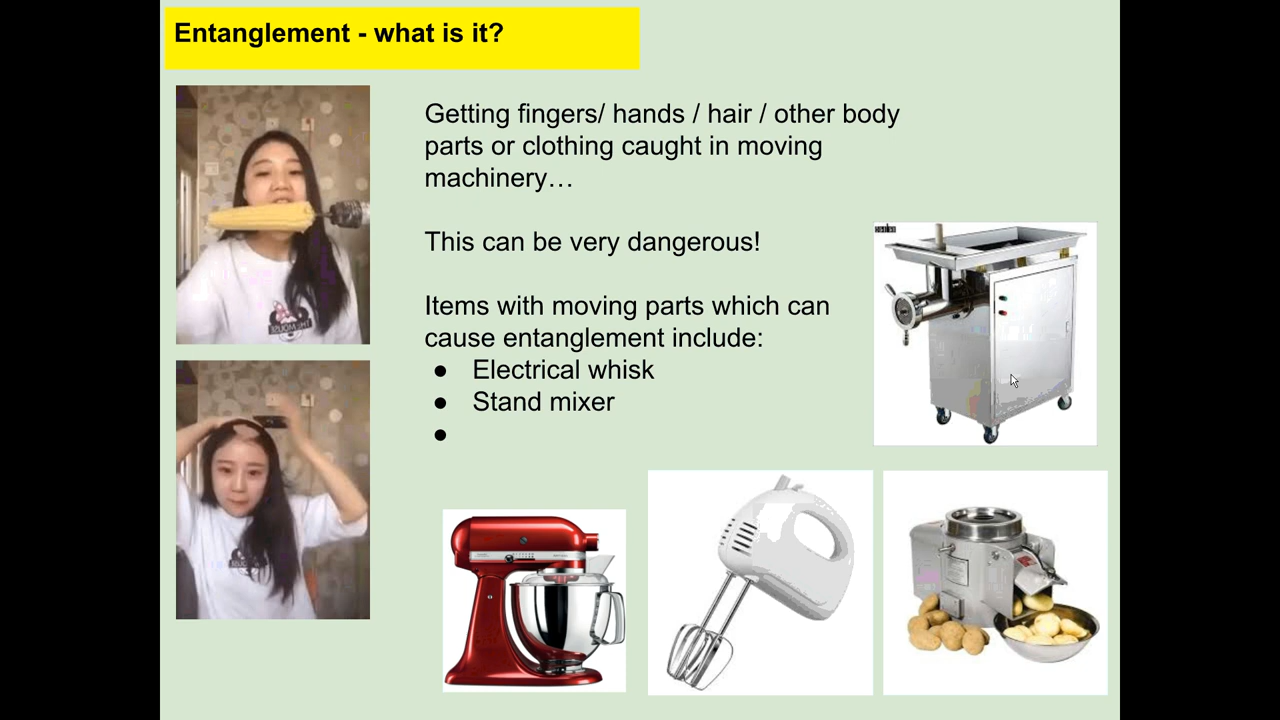 Entanglement - what is it?
Getting fingers/ hands / hair / other body
parts or clothing caught in moving
machinery…
This can be very dangerous!
Items with moving parts which can
cause entanglement include:
● Electrical whisk
● Stand mixer
●